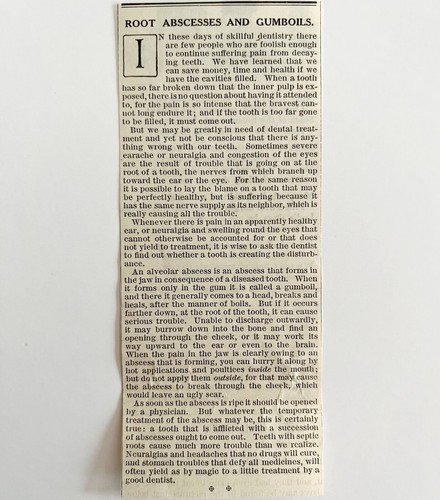 ROOT ABSCESSES AND GUMBOILS.
IN these days of skillful dentistry there
are few people who are foolish enough
to continue suffering pain from decay-
ing teeth. We have learned that we
can save money, time and health if we
have the cavities filled. When a tooth
has so far broken down that the inner pulp is ex-
posed, there is no question about having it attended
to, for the pain is so intense that the bravest can-
not long endure it; and if the tooth is too far gone
to be filled, it must come out.
But we may be greatly in need of dental treat-
ment and yet not be conscious that there is any-
thing wrong with our teeth. Sometimes severe
earache or neuralgia and congestion of the eyes
are the result of trouble that is going on at the
root of a tooth, the nerves from which branch up
toward the ear or the eye. For the same reason
it is possible to lay the blame on a tooth that may
be perfectly healthy, but is suffering because it
has the same nerve supply as its neighbor, which is
really causing all the trouble.
Whenever there is pain in an apparently healthy
ear, or neuralgia and swelling round the eyes that
cannot otherwise be accounted for or that does
not yield to treatment, it is wise to ask the dentist
to find out whether a tooth is creating the disturb-
ance.
An alveolar abscess is an abscess that forms in
the jaw in consequence of a diseased tooth. When
it forms only in the gum it is called a gumboil,
and there it generally comes to a head, breaks and
heals, after the manner of boils. But if it occurs
farther down, at the root of the tooth, it can cause
serious trouble. Unable to discharge outwardly,
it may burrow down into the bone and find an
opening through the cheek, or it may work its
way upward to the ear or even to the brain.
When the pain in the jaw is clearly owing to an
abscess that is forming, you can hurry it along by
hot applications and poultices inside the mouth;
but do not apply them outside, for that may cause
the abscess to break through the cheek, which
would leave an ugly scar.
As soon as the abscess is ripe it should be opened
by a physician. But whatever the temporary
treatment of the abscess may be, this is certainly
true: a tooth that is afflicted with a succession
of abscesses ought to come out. Teeth with septic
roots cause much more trouble than we realize.
Neuralgias and headaches that no drugs will cure,
and stomach troubles that defy all medicines, will
often yield as by magic to a little treatment by a
good dentist.